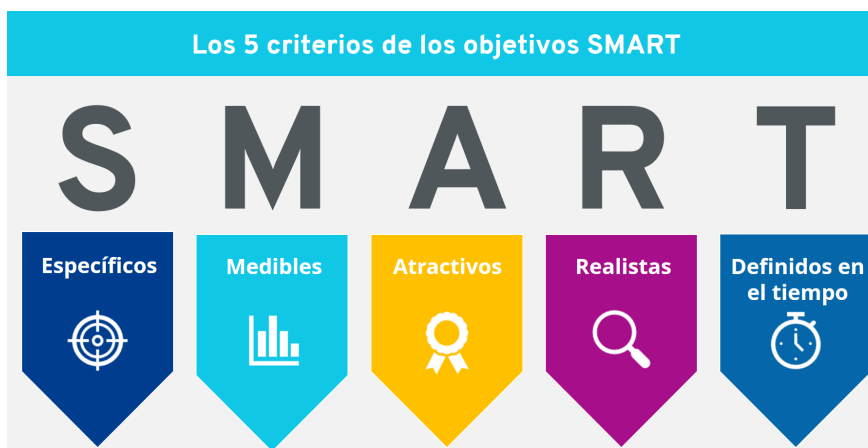 Los 5 criterios de los objetivos SMART
S M A R T
Específicos
Medibles
Atractivos
Realistas
Definidos en
el tiempo